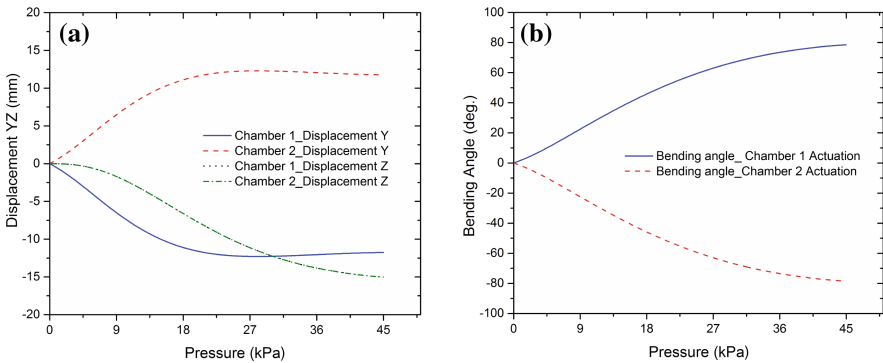 (a)
20
15
10
5
0
-5
-10
-15
-20
Displacement YZ (mm)
Chamber 1_Displacement Y
Chamber 2_Displacement Y
Chamber 1_Displacement Z
Chamber 2_Displacement Z
0 9 18 27 36 45
Pressure (kPa)
(b)
100
80
60
40
20
0
-20
-40
-60
-80
-100
Bending Angle (deg.)
Bending angle_ Chamber 1 Actuation
Bending angle_Chamber 2 Actuation
0 9 18 27 36 45
Pressure (kPa)